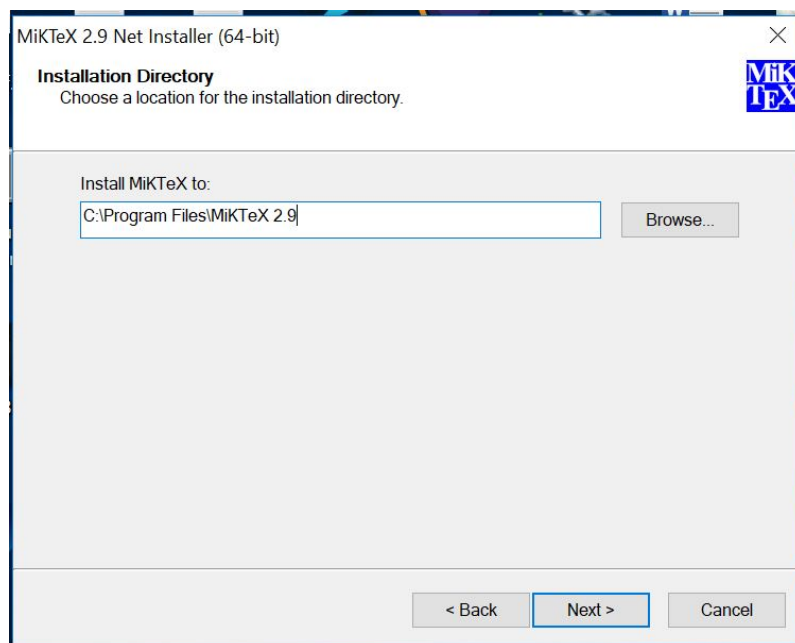 MiKTeX 2.9 Net Installer (64-bit)
Installation Directory
Choose a location for the installation directory.
MiK
TEX
Install MiKTeX to:
C:\Program Files\MiKTeX 2.9
Browse...
< Back
Next >
Cancel